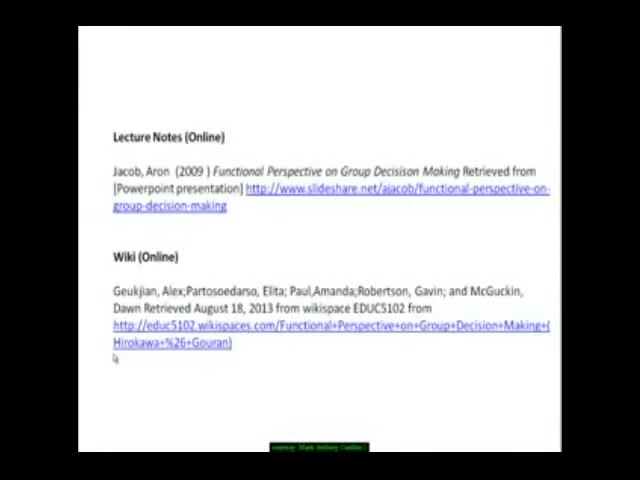 Lecture Notes (Online)
Jacob, Aron (2009 ) Functional Perspective on Group Decisison Making Retrieved from
[Powerpoint presentation] http://www.slideshare.net/ajacob/functional-perspective-on-
group-decision-making
Wiki (Online)
Geukjian, Alex;Partosoedarso, Elita; Paul,Amanda;Robertson, Gavin; and McGuckin,
Dawn Retrieved August 18, 2013 from wikispace EDUC5102 from
http://educ5102.wikispaces.com/Functional+Perspective+on+Group+Decision+Making+(
Hirokawa+%26+Gouran)